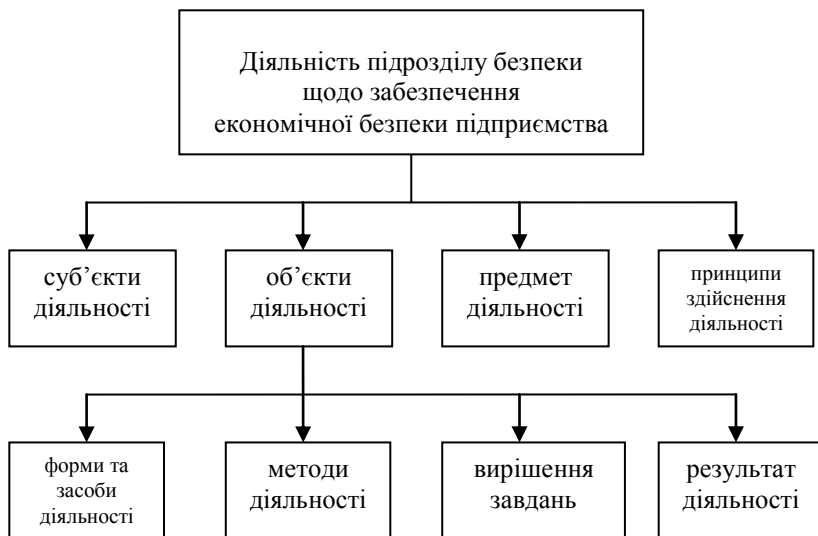 Діяльність підрозділу безпеки
щодо забезпечення
економічної безпеки підприємства
суб’єкти
діяльності
об’єкти
діяльності
предмет
діяльності
принципи
здійснення
діяльності
форми та
засоби
діяльності
методи
діяльності
вирішення
завдань
результат
діяльності